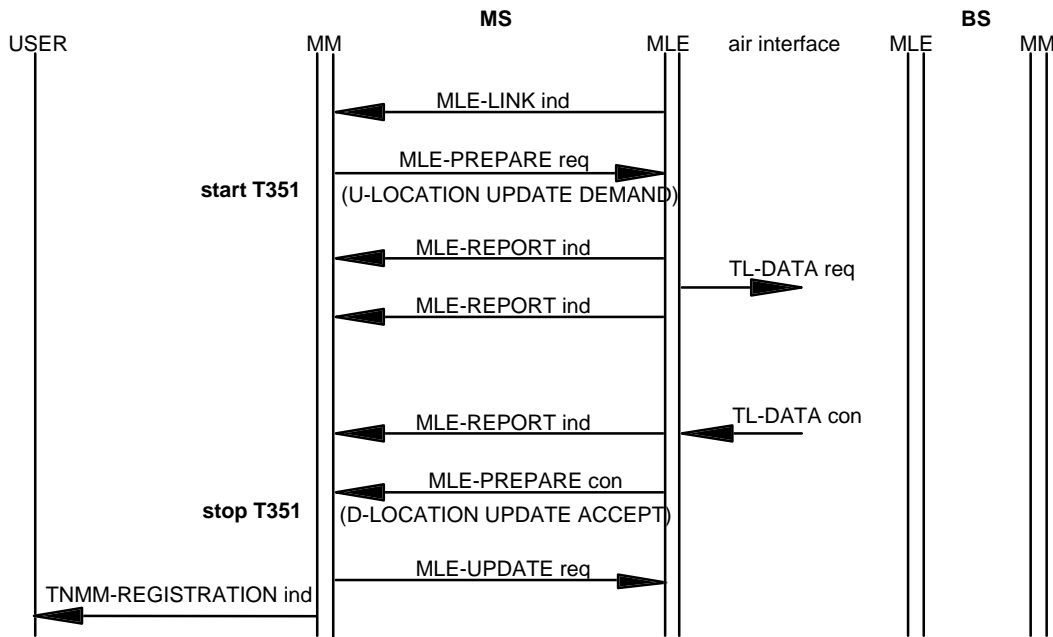 MS BS
USER MM MLE air interface MLE MM
MLE-LINK ind
MLE-PREPARE req
start T351
(U-LOCATION UPDATE DEMAND)
MLE-REPORT ind
TL-DATA req
MLE-REPORT ind
MLE-REPORT ind
TL-DATA con
MLE-PREPARE con
stop T351
(D-LOCATION UPDATE ACCEPT)
MLE-UPDATE req
TNMM-REGISTRATION ind